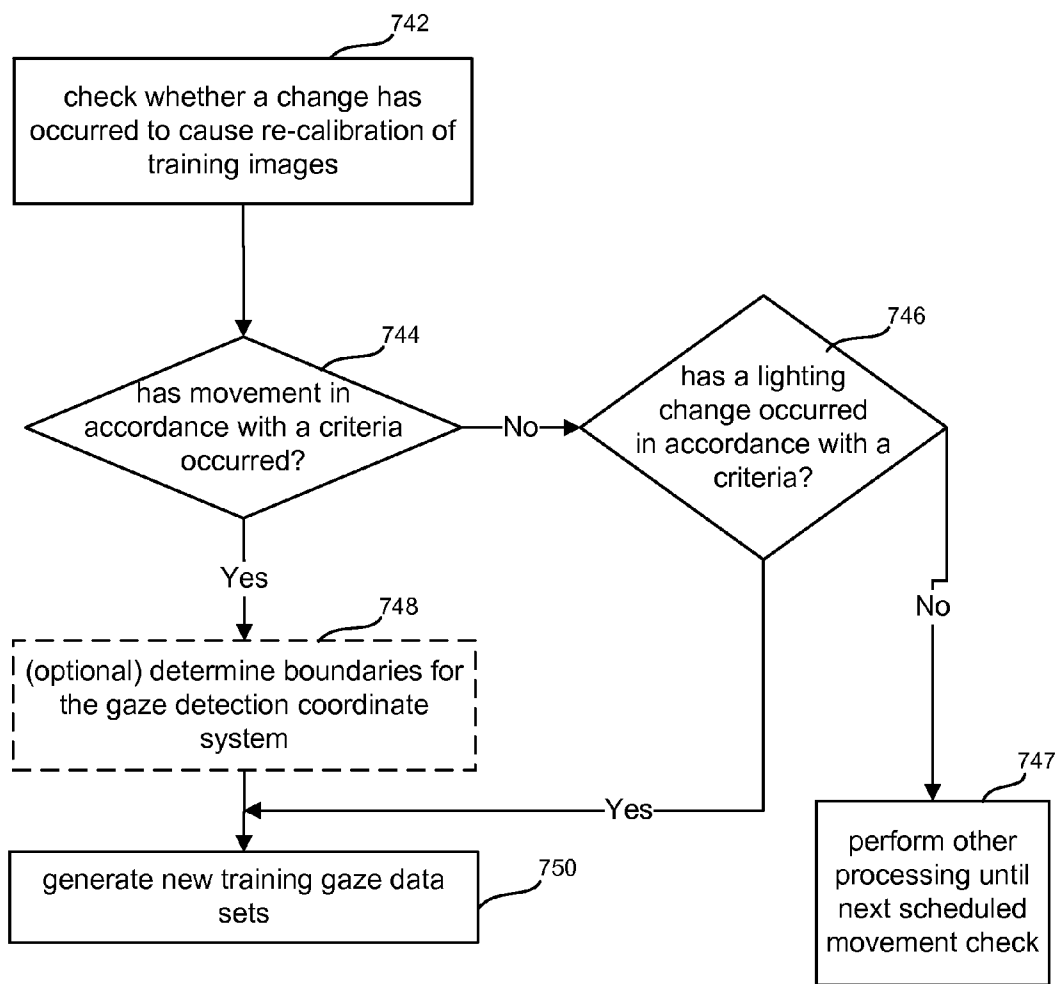 742
check whether a change has
occurred to cause re-calibration of
training images
744
has movement in
accordance with a criteria
occurred?
No
746
has a lighting
change occurred
in accordance with a
criteria?
Yes
No
748
(optional) determine boundaries for
the gaze detection coordinate
system
Yes
747
perform other
processing until
next scheduled
movement check
750
generate new training gaze data
sets